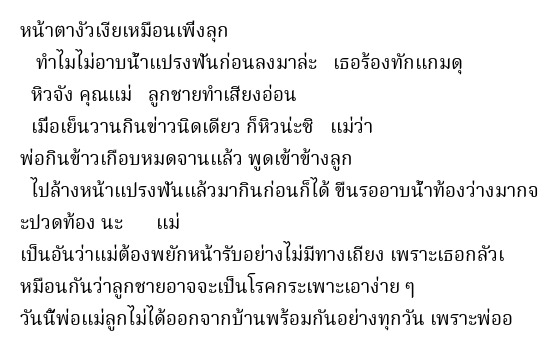 หน้าตางัวเงียเหมือนเพิ่งลุก
ทำไมไม่อาบน้ำแปรงฟันก่อนลงมาล่ะ เธอร้องทักแกมดุ
หิวจัง คุณแม่ ลูกชายทำเสียงอ่อน
เมื่อเย็นวานกินข่าวนิดเดียว ก็หิวน่ะซิ แม่ว่า
พ่อกินข้าวเกือบหมดจานแล้ว พูดเข้าข้างลูก
ไปล้างหน้าแปรงฟันแล้วมากินก่อนก็ได้ ขืนรออาบน้ำท้องว่างมากจ
ะปวดท้อง นะ แม่
เป็นอันว่าแม่ต้องพยักหน้ารับอย่างไม่มีทางเถียง เพราะเธอกลัวเ
หมือนกันว่าลูกชายอาจจะเป็นโรคกระเพาะเอาง่าย ๆ
วันนี้พ่อแม่ลูกไม่ได้ออกจากบ้านพร้อมกันอย่างทุกวัน เพราะพ่ออ